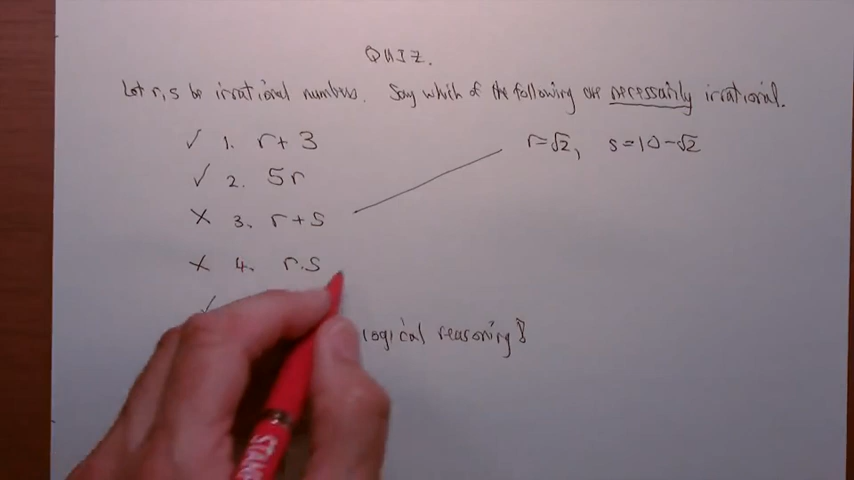 QUIZ.
Let r, s be irrational numbers. Say which of the following are necessarily irrational.
✓ 1. r+3 r=√2, s=10-√2
✓ 2. 5r
X 3. r+s
X 4. r.s
✓
logical reasoning?
STA